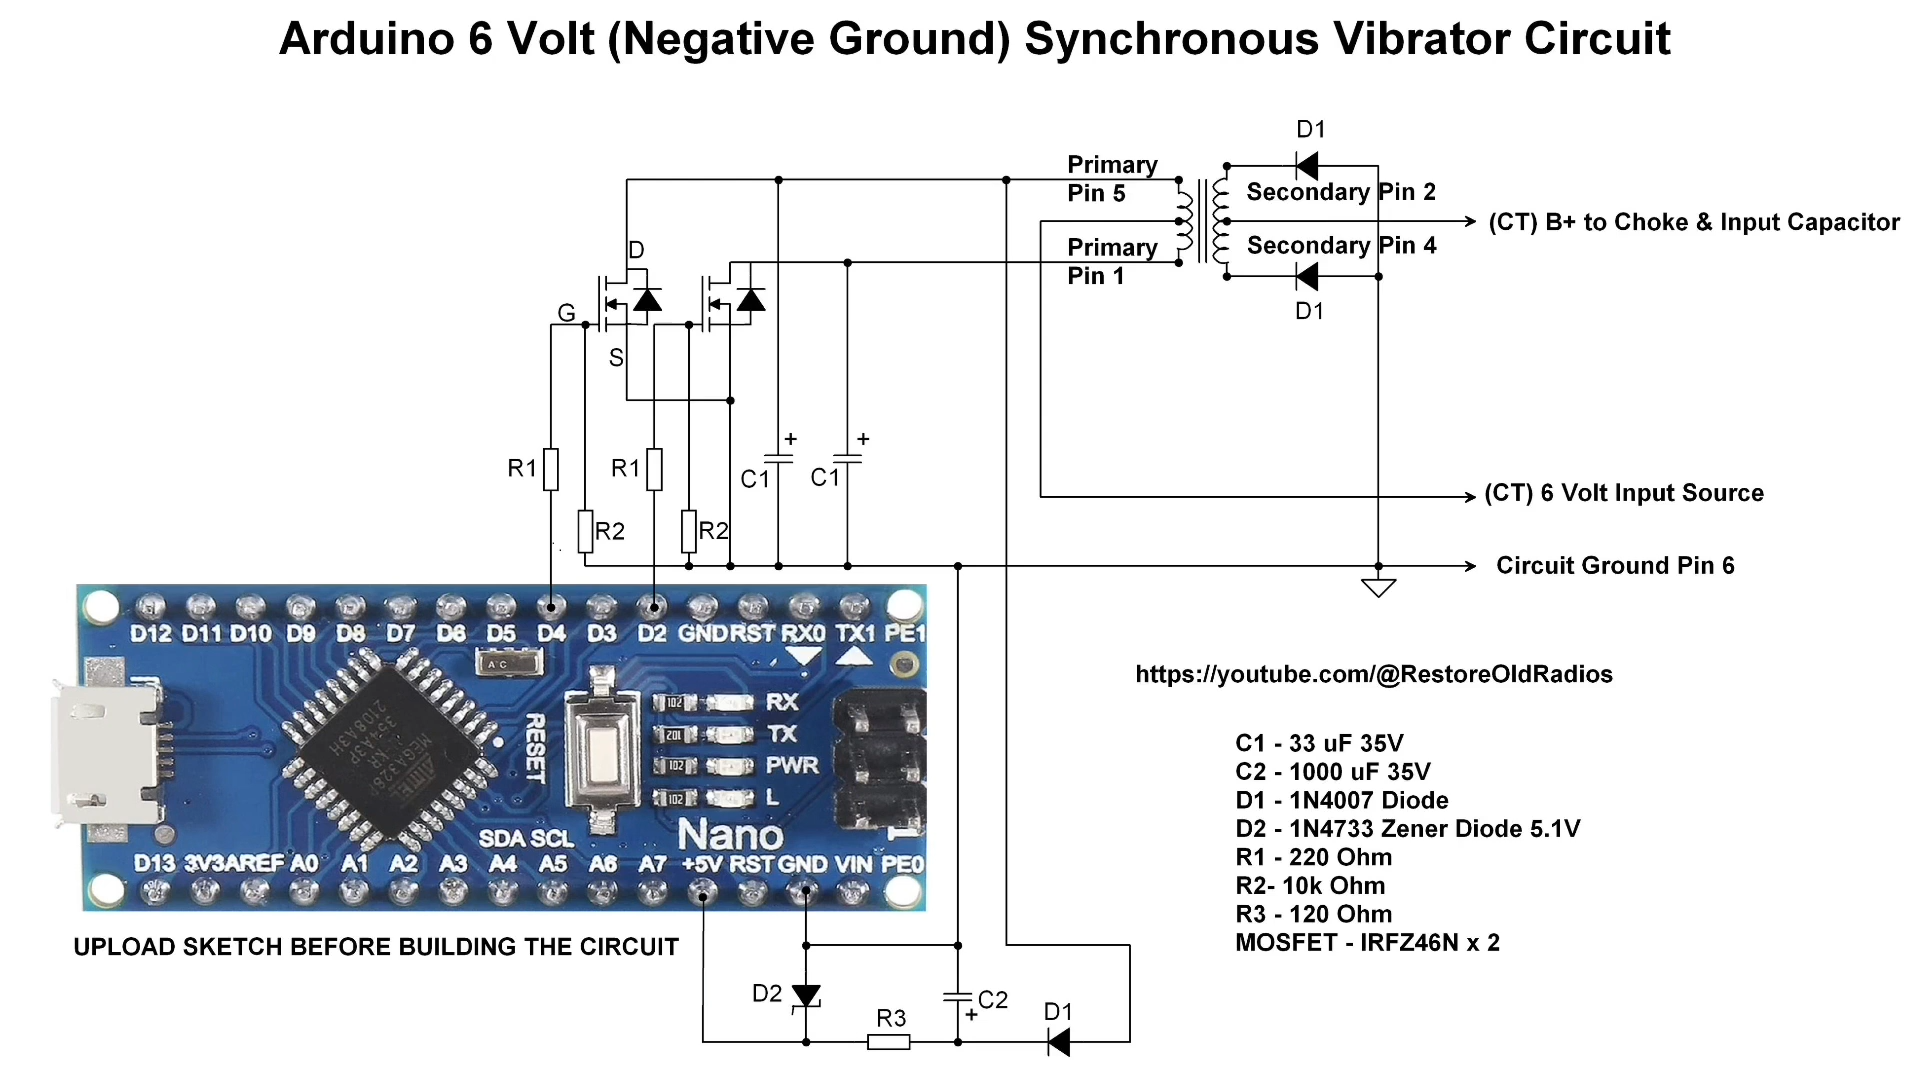 Arduino 6 Volt (Negative Ground) Synchronous Vibrator Circuit
D1
Primary
Pin 5
Secondary Pin 2
(CT) B+ to Choke & Input Capacitor
D
Primary
Pin 1
Secondary Pin 4
D1
G
S
+
+
R1
R1
C1
C1
(CT) 6 Volt Input Source
R2
R2
Circuit Ground Pin 6
D12 D11 D10 D9 D8 D7 D6 D5 D4 D3 D2 GND RST RX0 TX1 PE1
A C
RESET
102 RX
201 TX
102 PWR
102 L
Nano
1
SDA SCL
D13 3V3 AREF A0 A1 A2 A3 A4 A5 A6 A7 +5V RST GND VIN PE0
UPLOAD SKETCH BEFORE BUILDING THE CIRCUIT
D2
C2
+
R3
D1
https://youtube.com/@RestoreOldRadios
C1 - 33 uF 35V
C2 - 1000 uF 35V
D1 - 1N4007 Diode
D2 - 1N4733 Zener Diode 5.1V
R1 - 220 Ohm
R2- 10k Ohm
R3 - 120 Ohm
MOSFET - IRFZ46N x 2